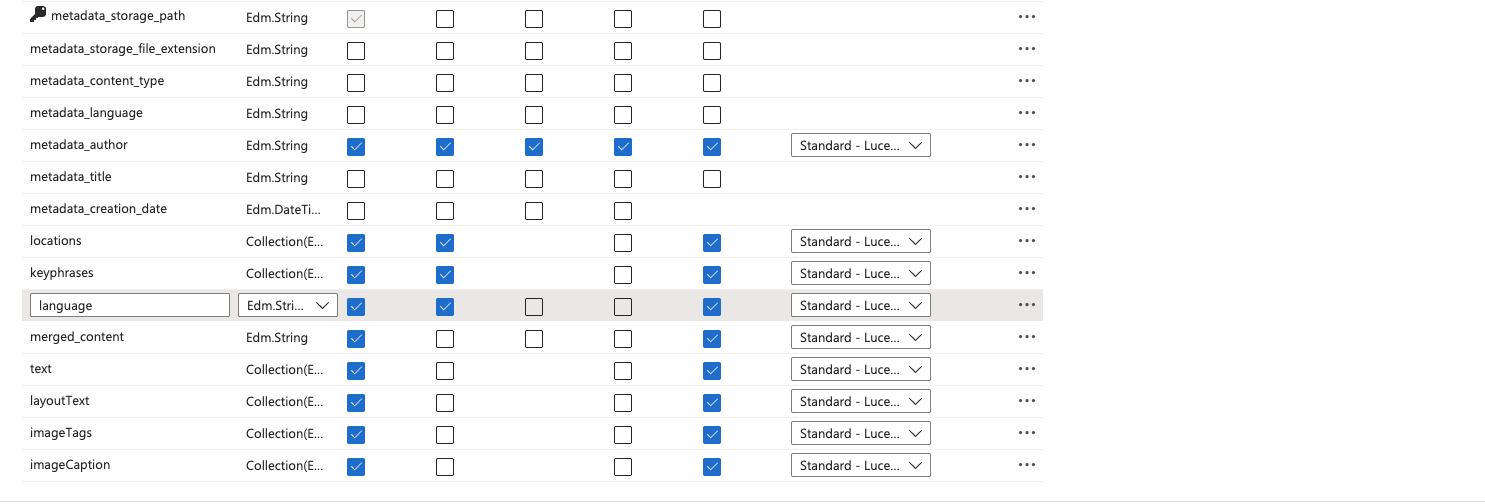 metadata_storage_path Edm.String
metadata_storage_file_extension Edm.String
metadata_content_type Edm.String
metadata_language Edm.String
metadata_author Edm.String Standard - Luce...
metadata_title Edm.String
metadata_creation_date Edm.DateTi...
locations Collection(E... Standard - Luce...
keyphrases Collection(E... Standard - Luce...
language Edm.Stri... Standard - Luce...
merged_content Edm.String Standard - Luce...
text Collection(E... Standard - Luce...
layoutText Collection(E... Standard - Luce...
imageTags Collection(E... Standard - Luce...
imageCaption Collection(E... Standard - Luce...